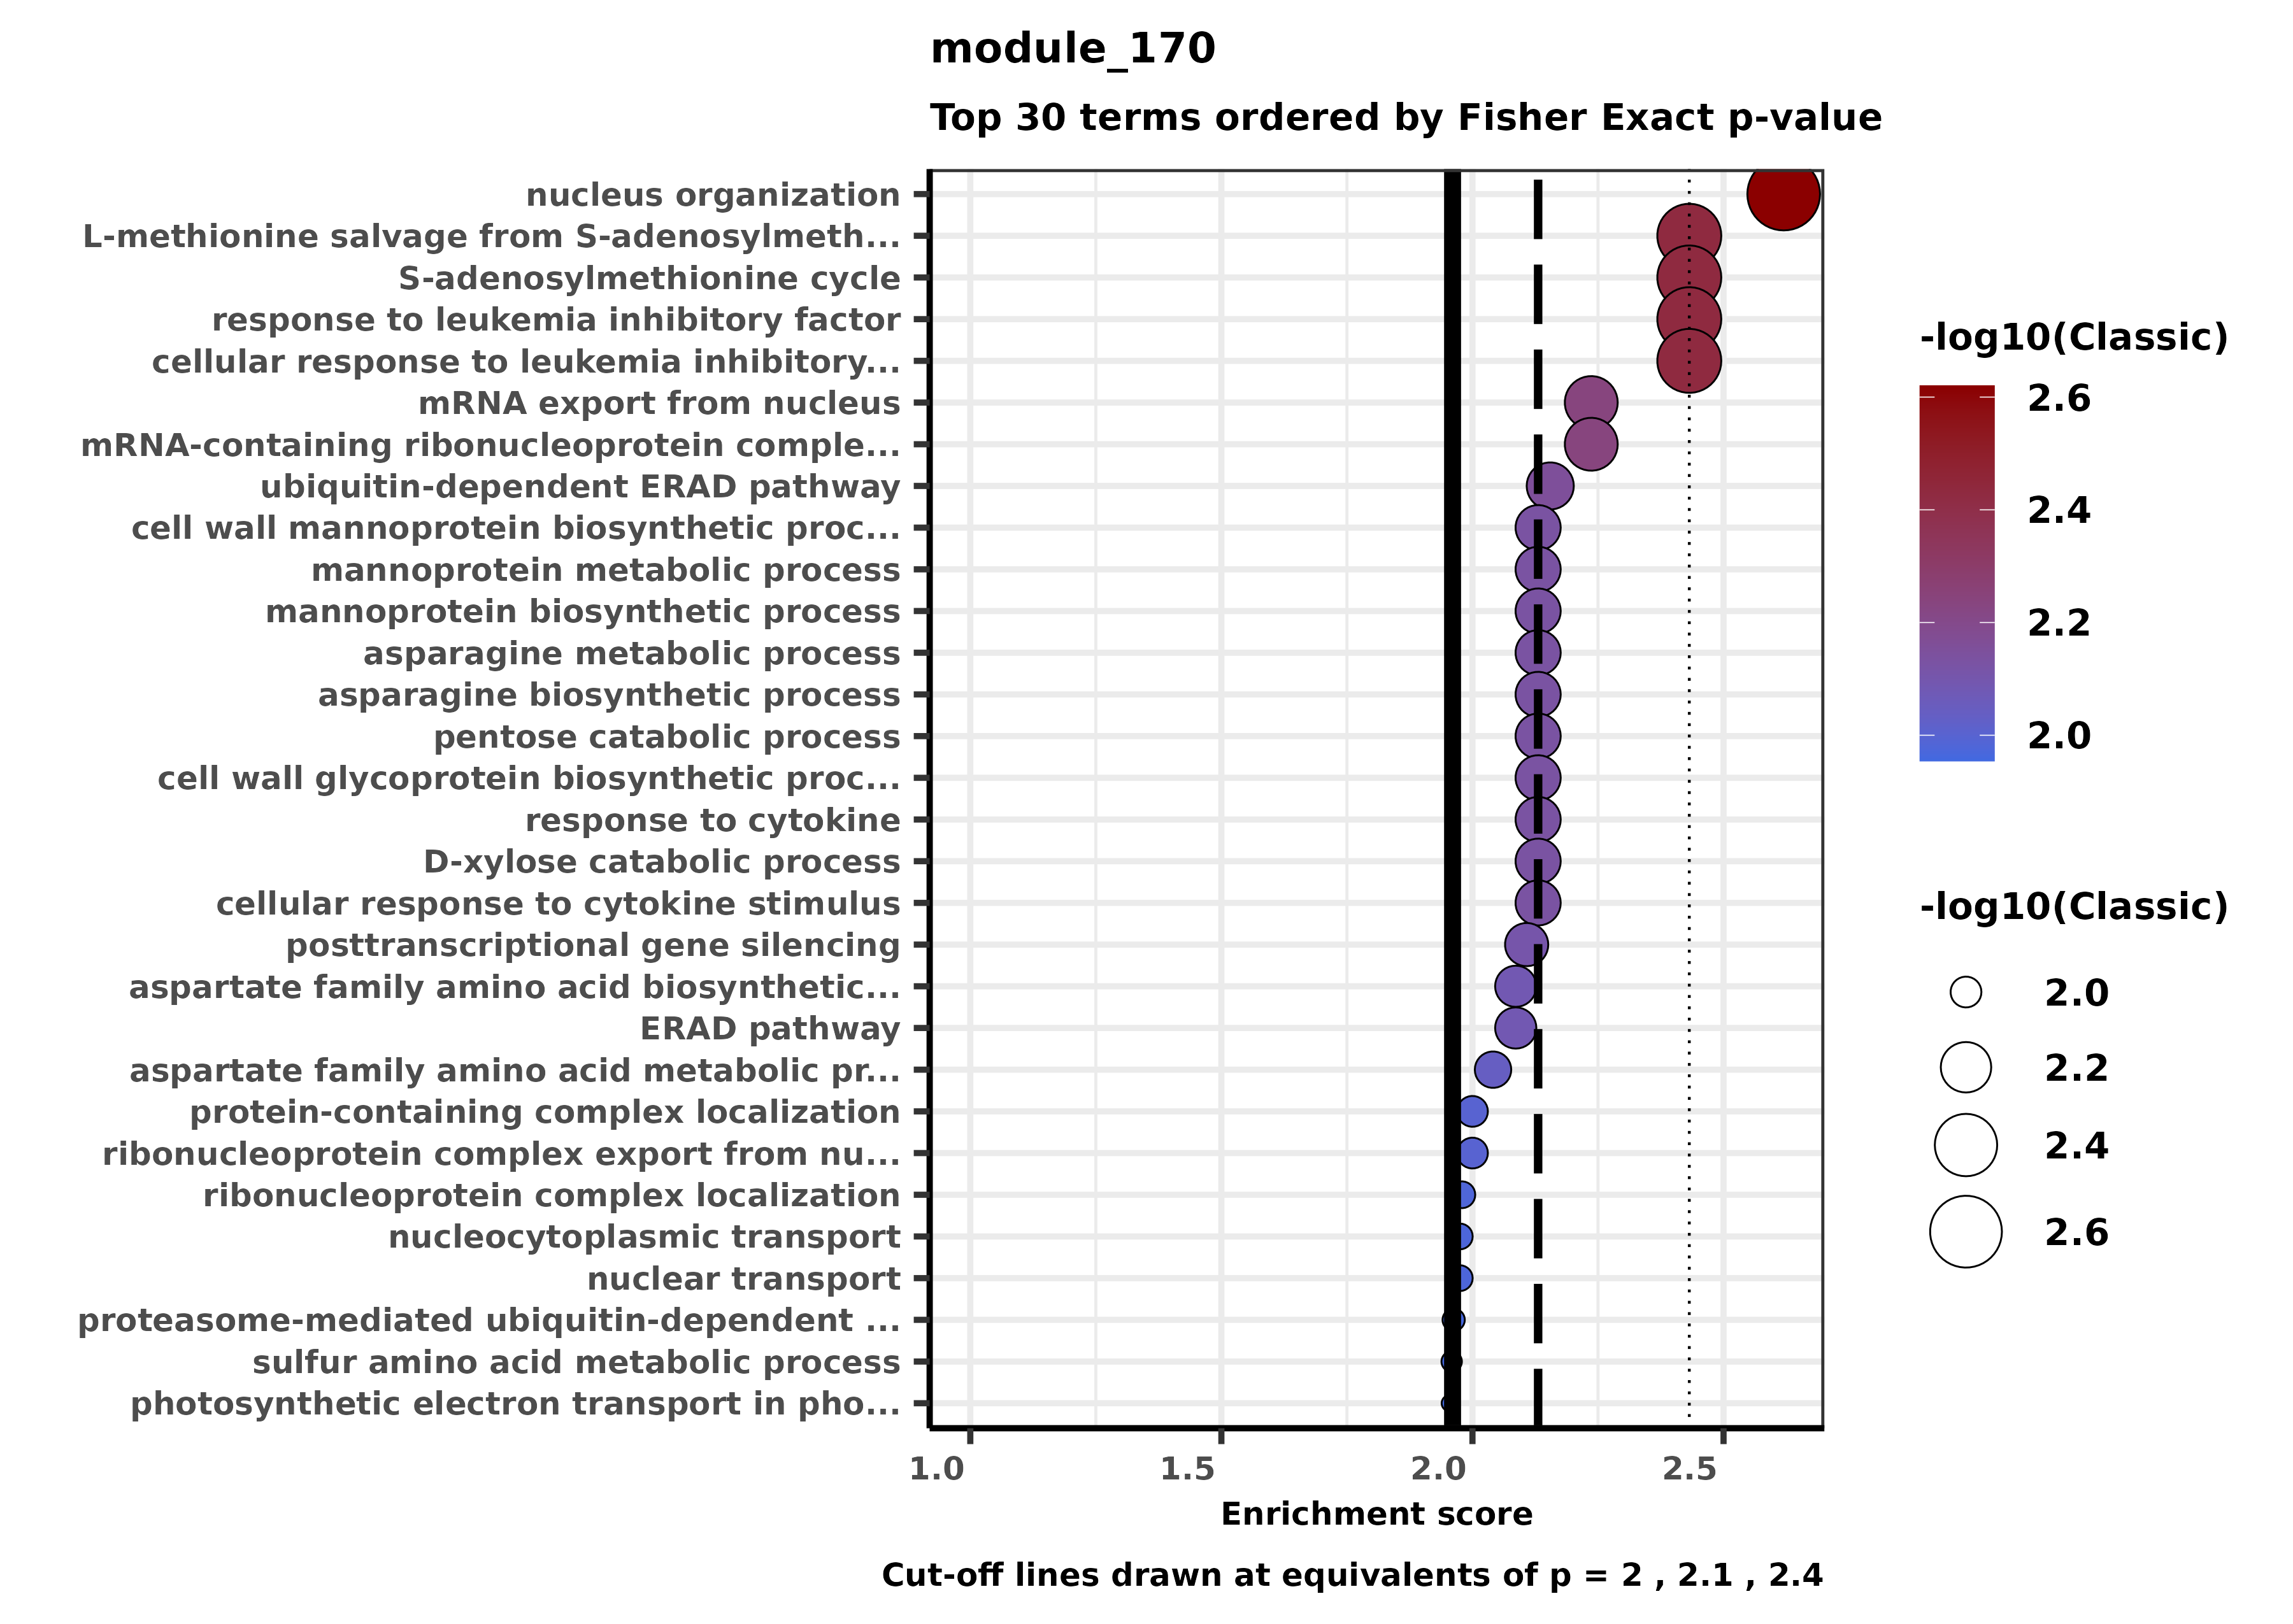 module_170
Top 30 terms ordered by Fisher Exact p-value
nucleus organization
L-methionine salvage from S-adenosylmeth...
S-adenosylmethionine cycle
response to leukemia inhibitory factor
cellular response to leukemia inhibitory...
mRNA export from nucleus
mRNA-containing ribonucleoprotein comple...
ubiquitin-dependent ERAD pathway
cell wall mannoprotein biosynthetic proc...
mannoprotein metabolic process
mannoprotein biosynthetic process
asparagine metabolic process
asparagine biosynthetic process
pentose catabolic process
cell wall glycoprotein biosynthetic proc...
response to cytokine
D-xylose catabolic process
cellular response to cytokine stimulus
posttranscriptional gene silencing
aspartate family amino acid biosynthetic...
ERAD pathway
aspartate family amino acid metabolic pr...
protein-containing complex localization
ribonucleoprotein complex export from nu...
ribonucleoprotein complex localization
nucleocytoplasmic transport
nuclear transport
proteasome-mediated ubiquitin-dependent ...
sulfur amino acid metabolic process
photosynthetic electron transport in pho...
1.0 1.5 2.0 2.5
Enrichment score
Cut-off lines drawn at equivalents of p = 2 , 2.1 , 2.4
-log10(Classic)
2.6
2.4
2.2
2.0
-log10(Classic)
2.0
2.2
2.4
2.6